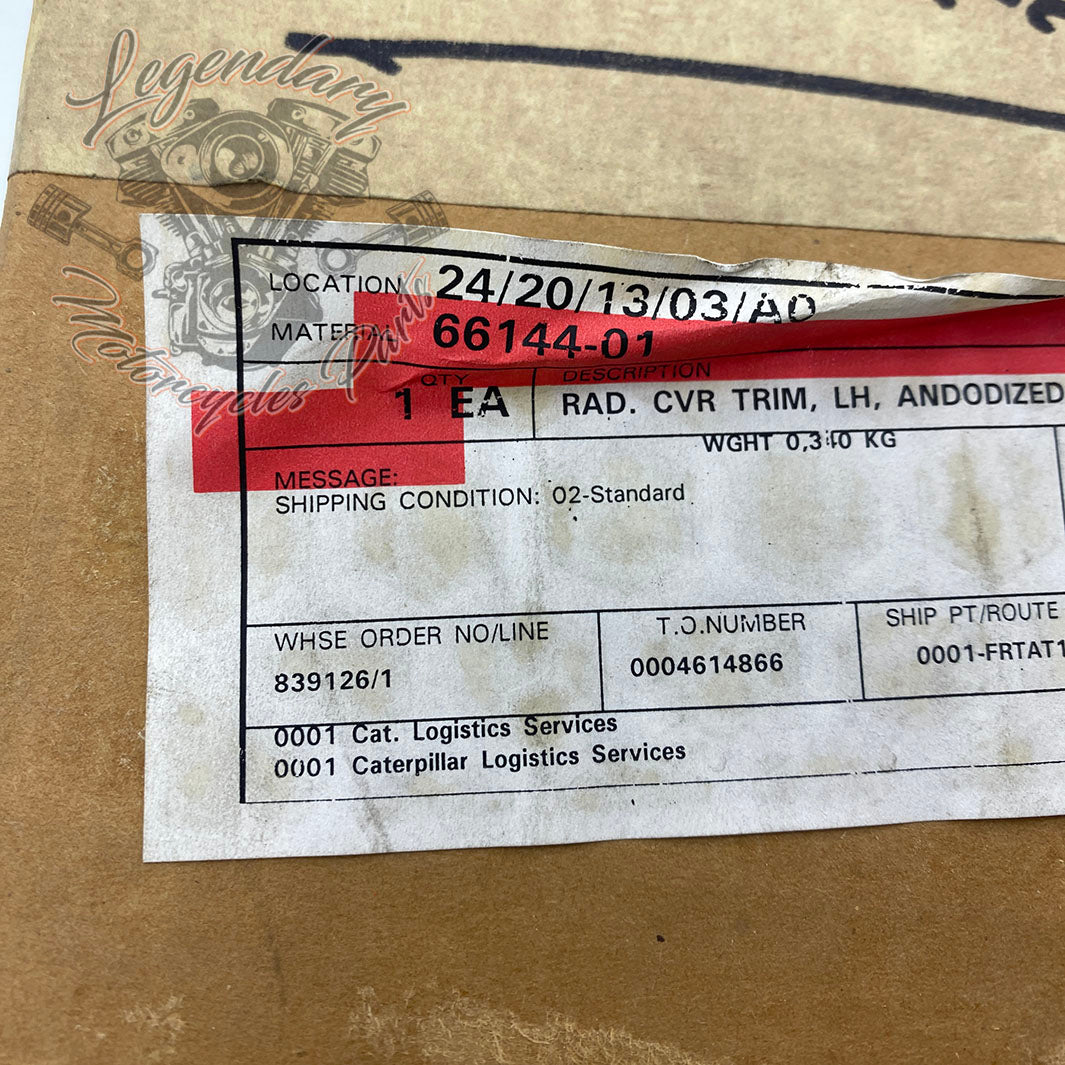 Legendary
Motorcycles Parts
LOCATION 24/20/13/03/A0
MATERIAL 66144-01
QTY DESCRIPTION
1 EA RAD. CVR TRIM, LH, ANDODIZED
WGHT 0,310 KG
MESSAGE:
SHIPPING CONDITION: 02-Standard
WHSE ORDER NO/LINE T.O.NUMBER SHIP PT/ROUTE
839126/1 0004614866 0001-FRTAT1
0001 Cat. Logistics Services
0001 Caterpillar Logistics Services